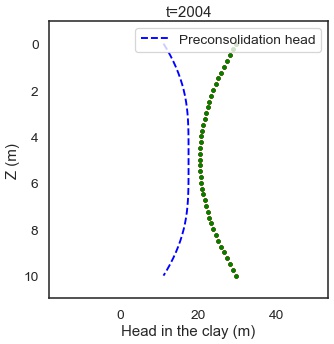 t=2004
Preconsolidation head
0
2
4
6
8
10
Z (m)
0
20
40
Head in the clay (m)